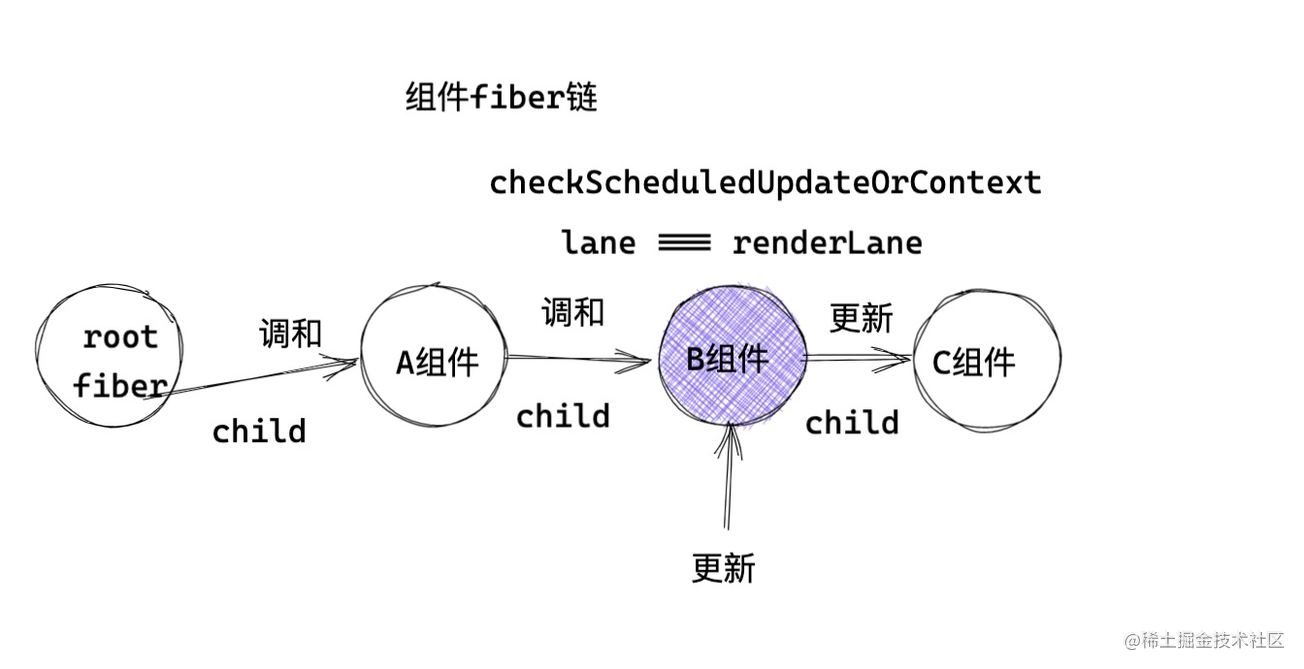 组件fiber链
checkScheduledUpdateOrContext
lane === renderLane
root
fiber
调和
child
A组件
调和
child
B组件
更新
child
C组件
更新
@稀土掘金技术社区